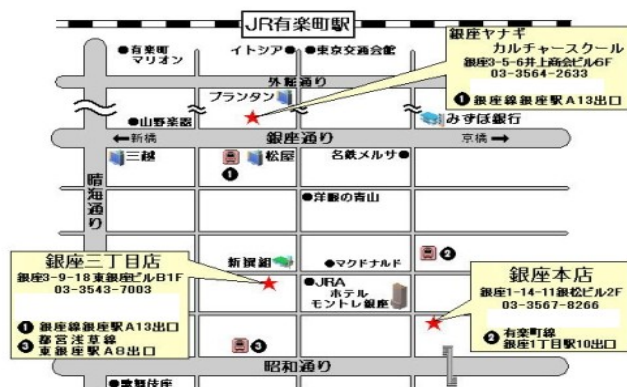 JR有楽町駅
●有楽町
マリオン
イトシア●
●東京交通会館
外堀通り
プランタン
銀座ヤナギ
カルチャースクール
銀座3-5-6井上商会ビル6F
03-3564-2633
❶銀座線銀座駅A13出口
●山野楽器
みずほ銀行
←新橋
銀座通り
京橋→
三越
❶
松屋
名鉄メルサ●
晴海通り
●洋服の青山
銀座三丁目店
銀座3-9-18東銀座ビルB1F
03-3543-7003
❶銀座線銀座駅A13出口
❸都営浅草線
東銀座駅A8出口
新撰組
●マクドナルド
❷
●JRA
ホテル
モントレ銀座
銀座本店
銀座1-14-11銀松ビル2F
03-3567-8266
❷有楽町線
銀座1丁目駅10出口
❸
昭和通り
●歌舞伎座